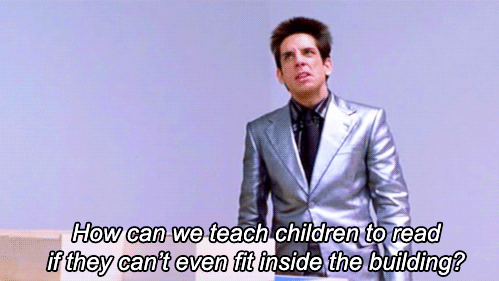 How can we teach children to read
if they can't even fit inside the building?